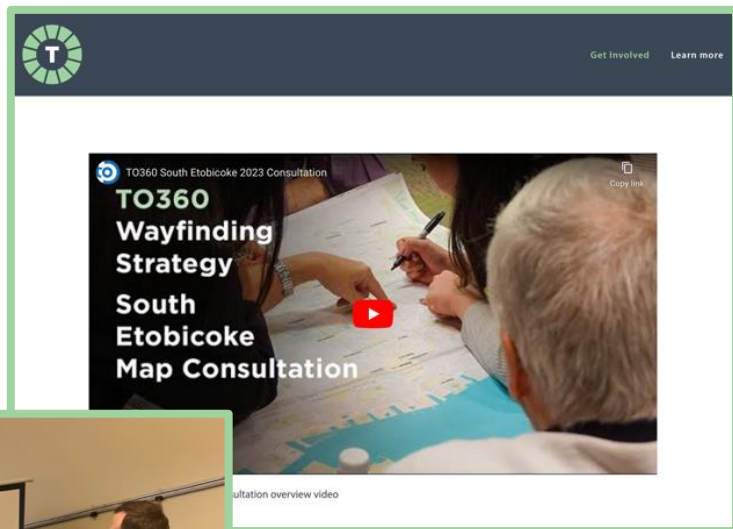 T
Get Involved Learn more
TO360 South Etobicoke 2023 Consultation
Copy link
TO360
Wayfinding
Strategy
South
Etobicoke
Map Consultation
overview video